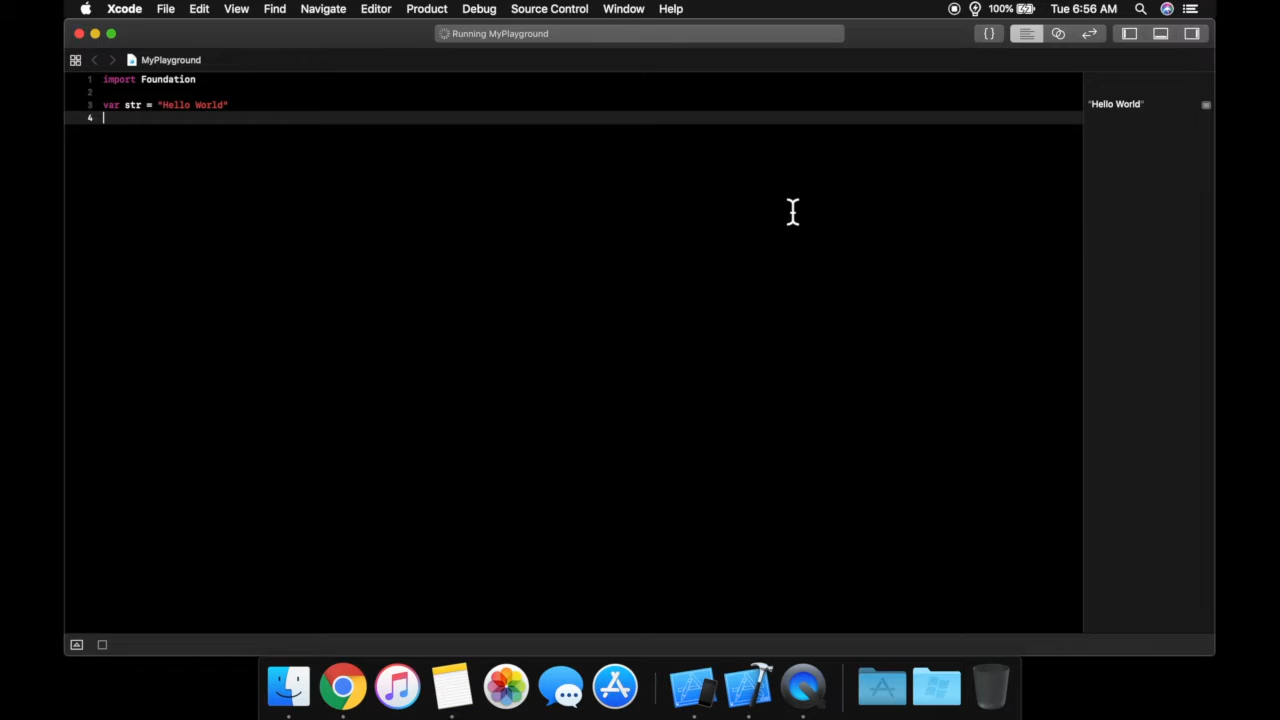 Xcode File Edit View Find Navigate Editor Product Debug Source Control Window Help 100% Tue 6:56 AM
Running MyPlayground {}
MyPlayground
1 import Foundation
2
3 var str = "Hello World" "Hello World"
4